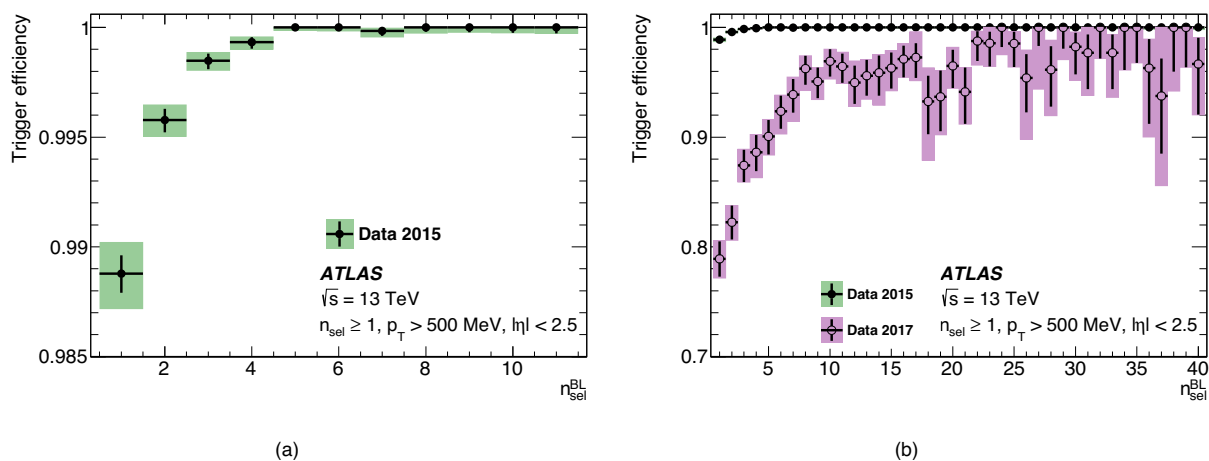 Trigger efficiency
1
0.995
0.99
0.985
2 4 6 8 10
n_sel^BL
Data 2015
ATLAS
√s = 13 TeV
n_sel ≥ 1, p_T > 500 MeV, |η| < 2.5
(a)
Trigger efficiency
1
0.9
0.8
0.7
5 10 15 20 25 30 35 40
n_sel^BL
Data 2015
Data 2017
ATLAS
√s = 13 TeV
n_sel ≥ 1, p_T > 500 MeV, |η| < 2.5
(b)